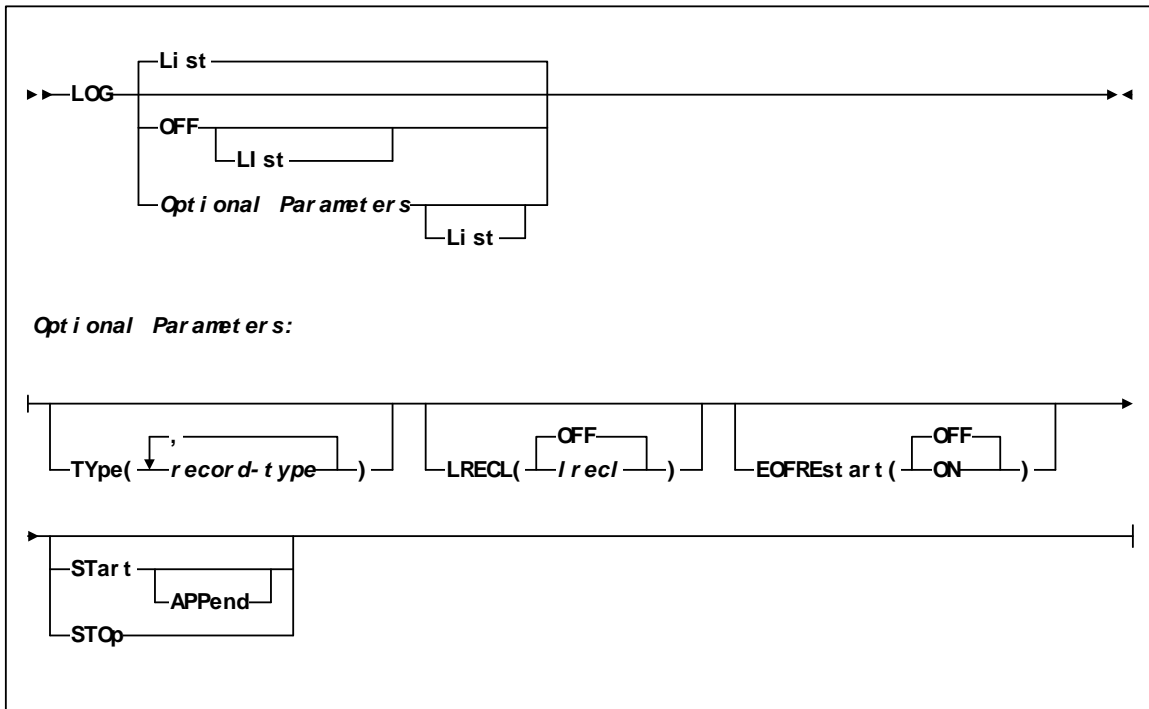 List
LOG
OFF
LIst
Optional Parameters
List
Optional Parameters:
, OFF OFF
TYpe( record-type ) LRECL( lrecl ) EOFREstart( ON )
STart
APPend
STOp